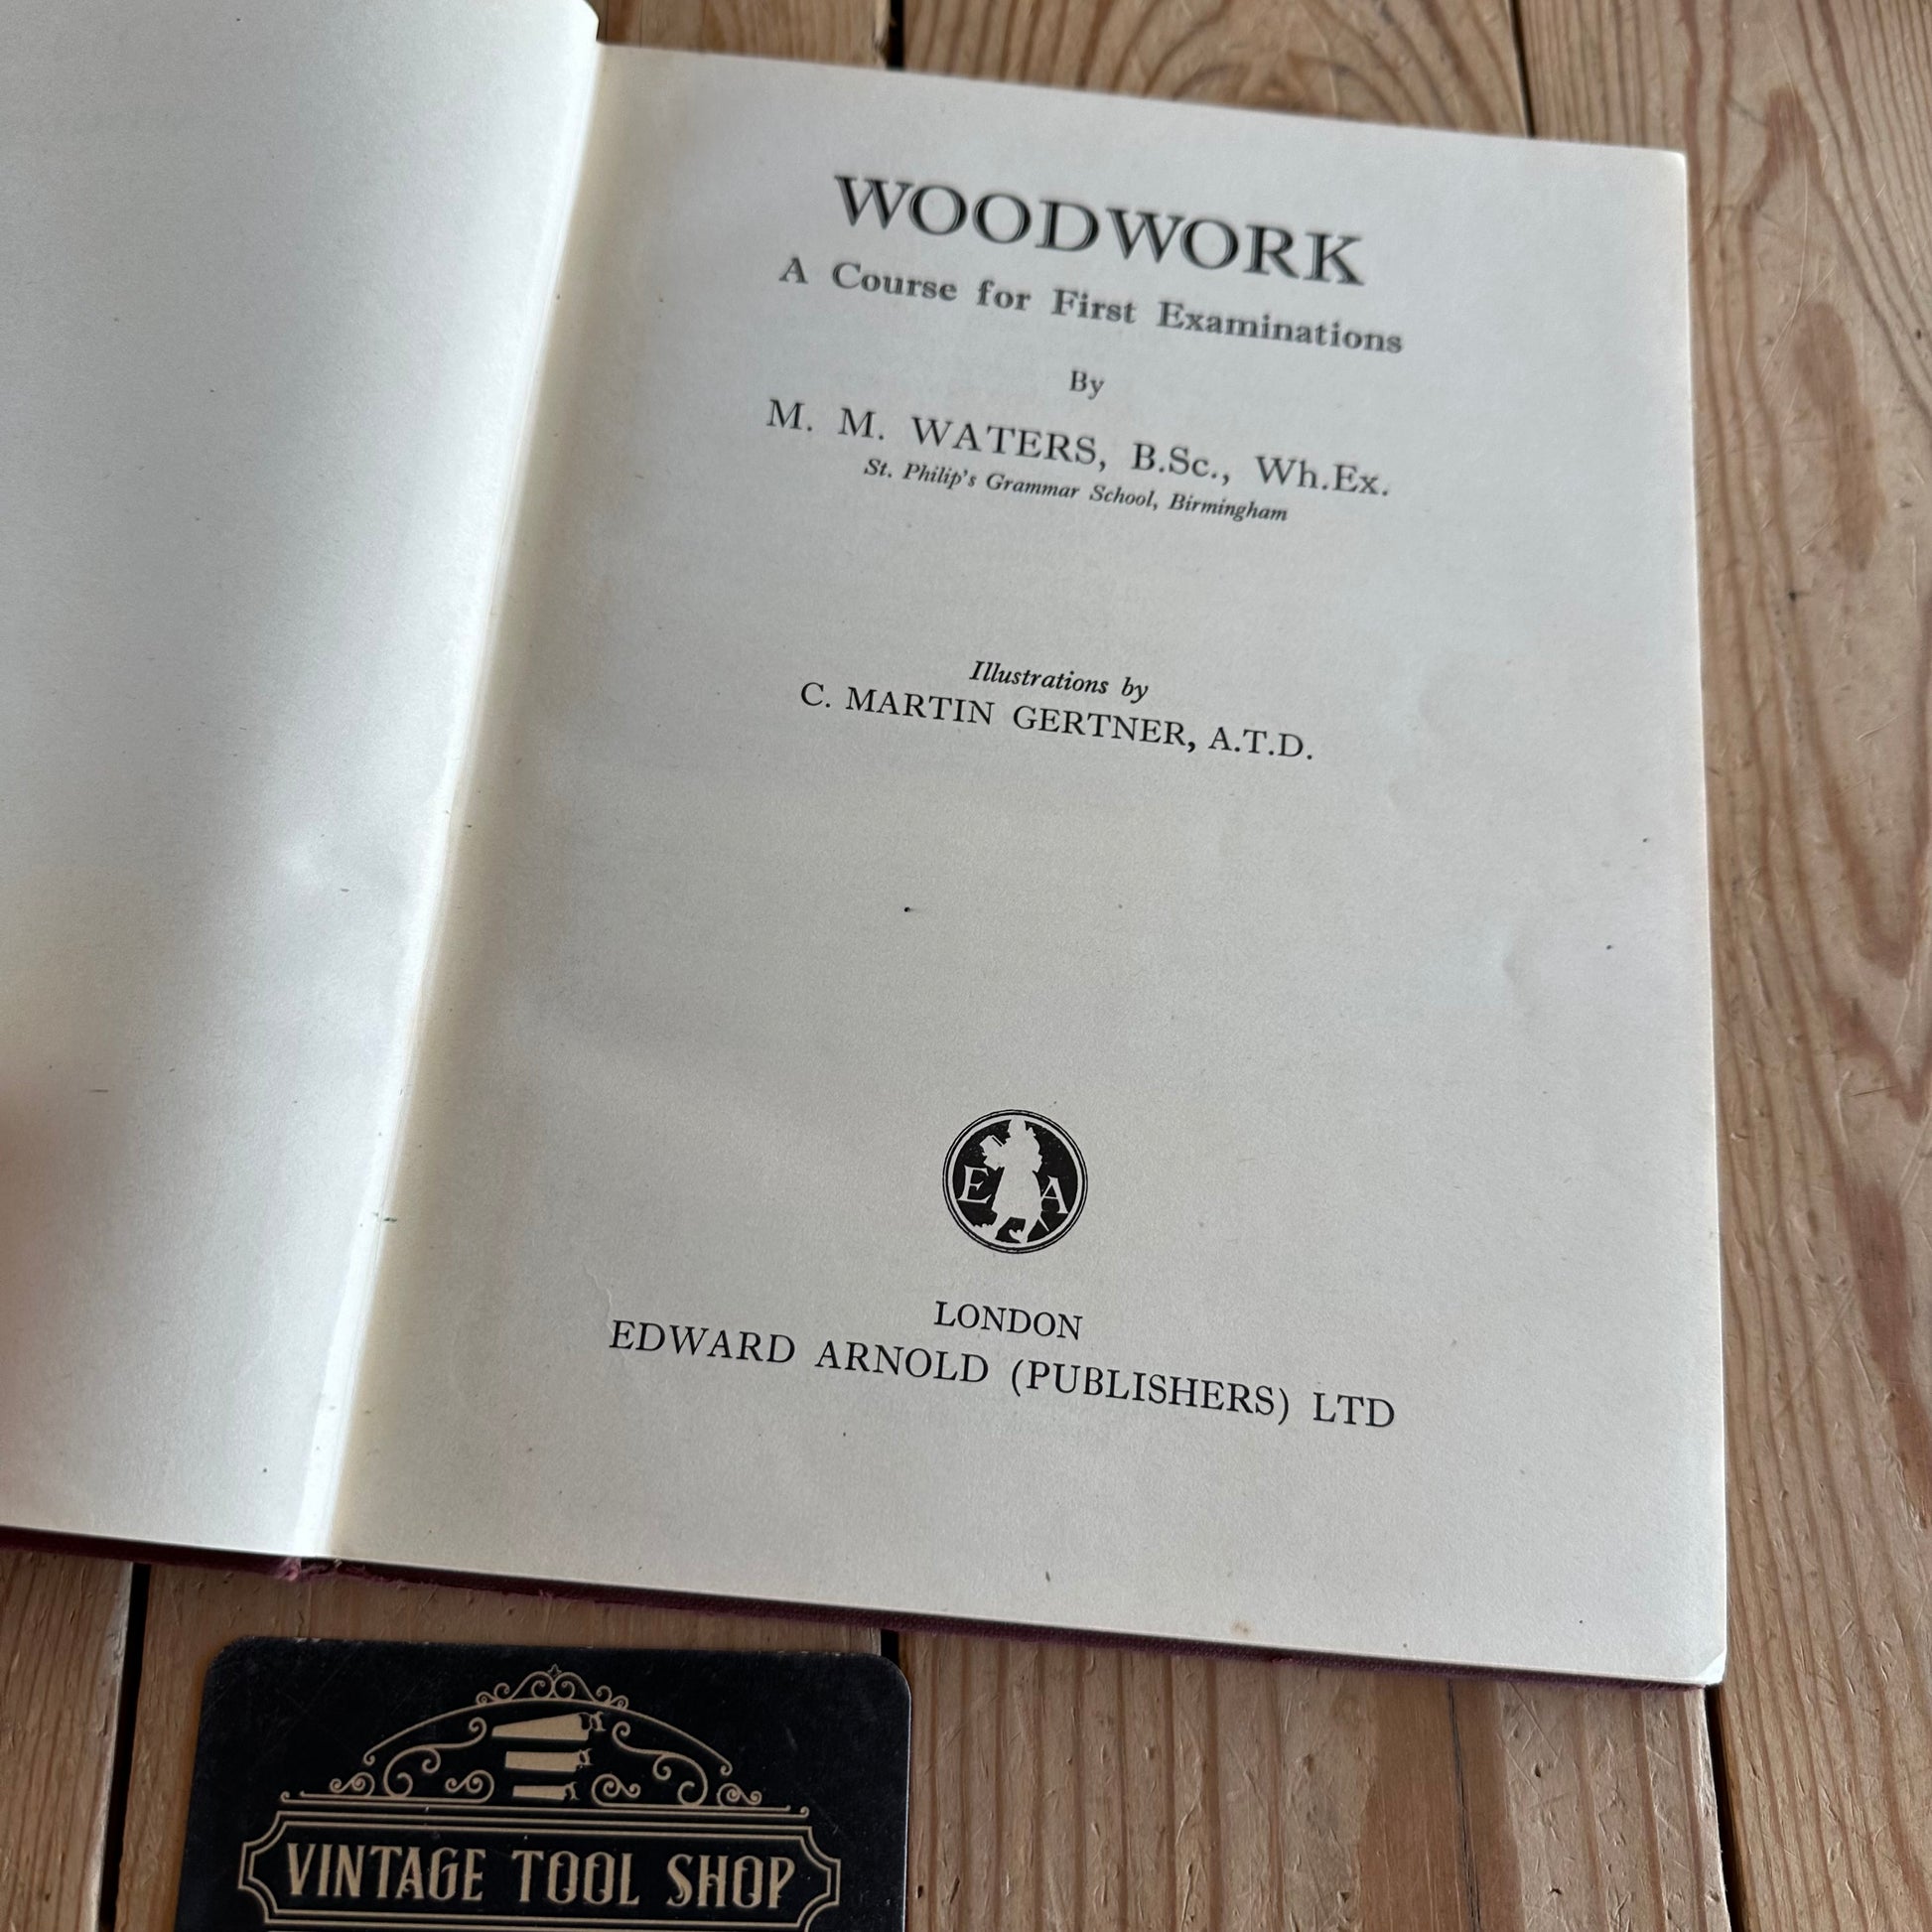 WOODWORK
A Course for First Examinations
By
M. M. WATERS, B.Sc., Wh.Ex.
St. Philip's Grammar School, Birmingham
Illustrations by
C. MARTIN GERTNER, A.T.D.
E A
LONDON
EDWARD ARNOLD (PUBLISHERS) LTD
VINTAGE TOOL SHOP